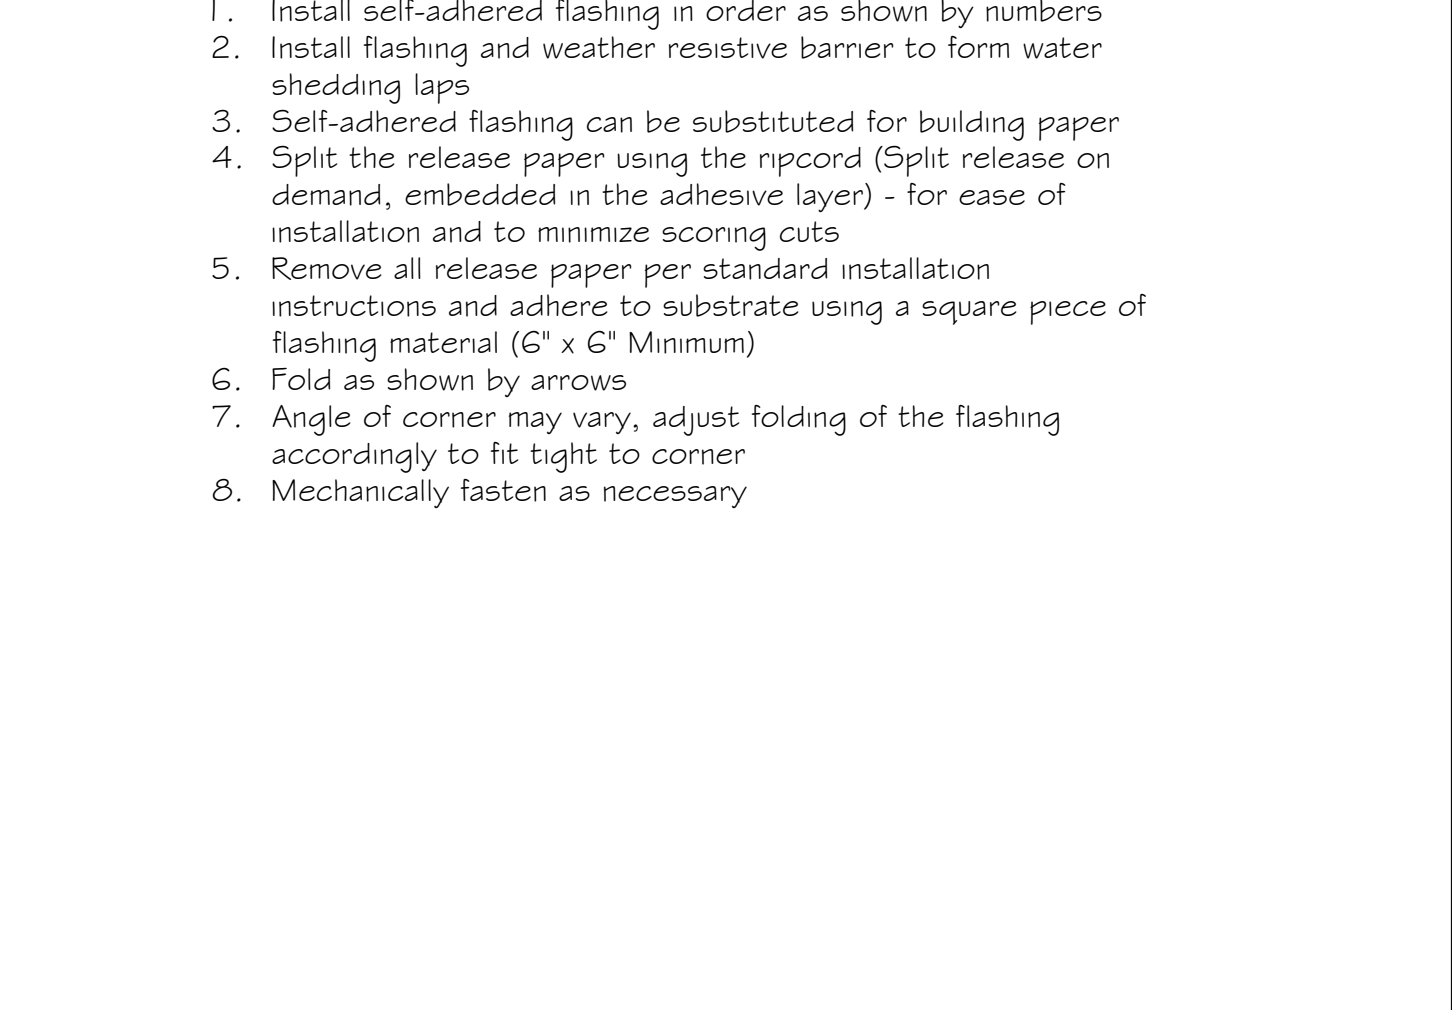 1. Install self-adhered flashing in order as shown by numbers
2. Install flashing and weather resistive barrier to form water
shedding laps
3. Self-adhered flashing can be substituted for building paper
4. Split the release paper using the ripcord (Split release on
demand, embedded in the adhesive layer) - for ease of
installation and to minimize scoring cuts
5. Remove all release paper per standard installation
instructions and adhere to substrate using a square piece of
flashing material (6" x 6" Minimum)
6. Fold as shown by arrows
7. Angle of corner may vary, adjust folding of the flashing
accordingly to fit tight to corner
8. Mechanically fasten as necessary